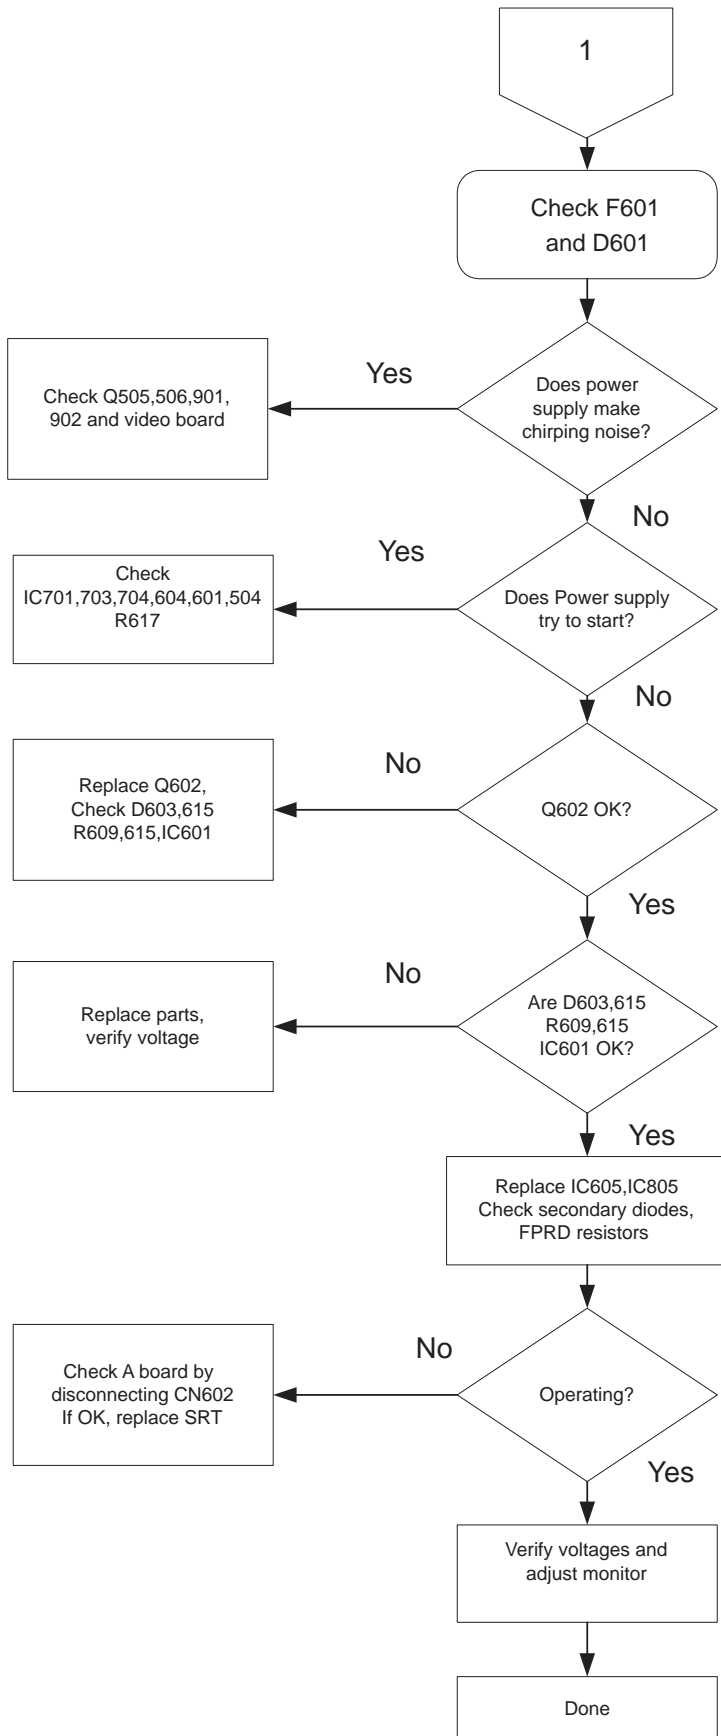 1
Check F601
and D601
Does power
supply make
chirping noise?
Yes
Check Q505,506,901,
902 and video board
No
Does Power supply
try to start?
Yes
Check
IC701,703,704,604,601,504
R617
No
Q602 OK?
No
Replace Q602,
Check D603,615
R609,615,IC601
Yes
Are D603,615
R609,615
IC601 OK?
No
Replace parts,
verify voltage
Yes
Replace IC605,IC805
Check secondary diodes,
FPRD resistors
Operating?
No
Check A board by
disconnecting CN602
If OK, replace SRT
Yes
Verify voltages and
adjust monitor
Done